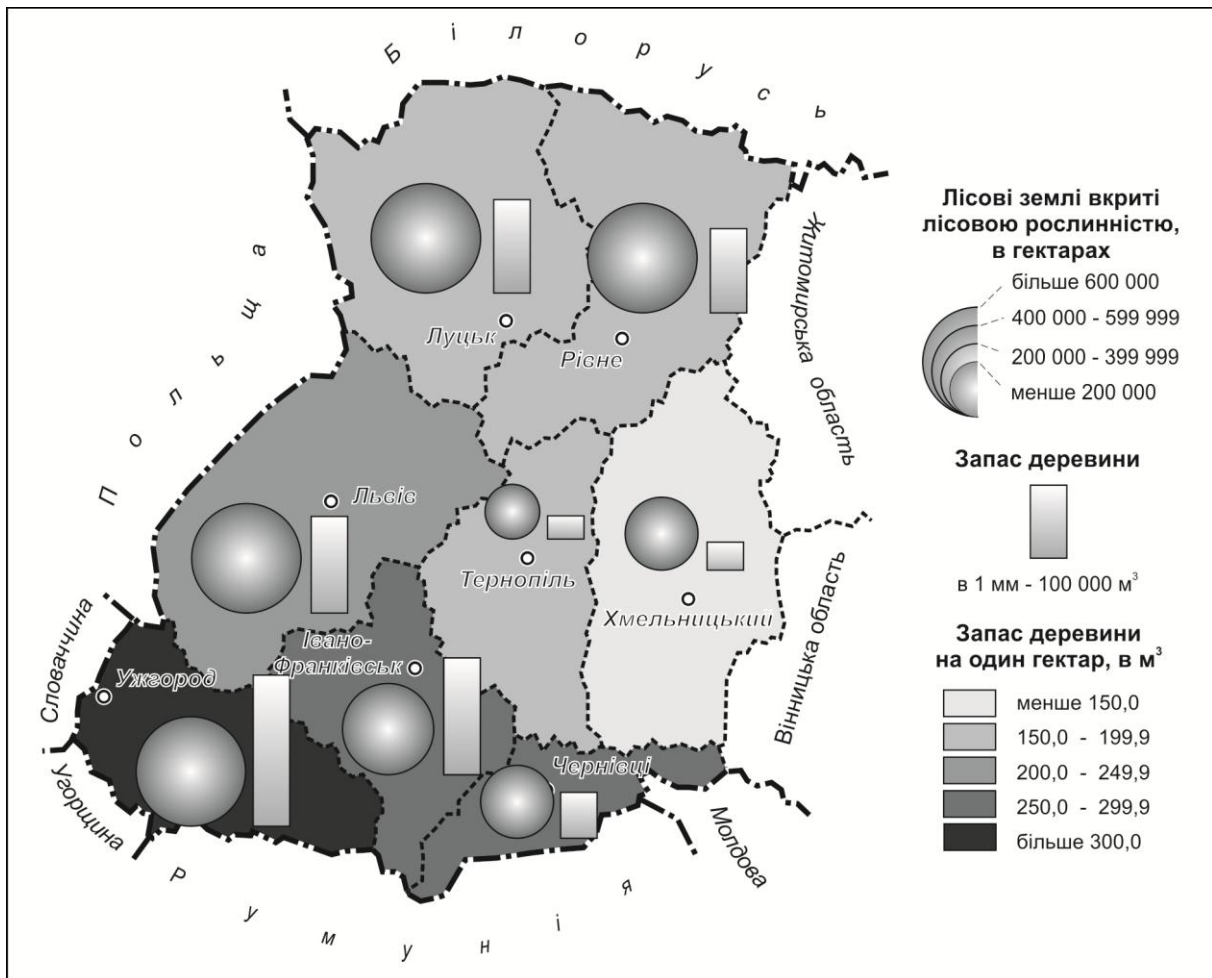 Білорусь
Польща
Житомирська область
Луцьк
Рівне
Львів
Тернопіль
Хмельницький
Івано-
Франківськ
Ужгород
Чернівці
Словаччина
Угорщина
Румунія
Молдова
Вінницька область
Лісові землі вкриті
лісовою рослинністю,
в гектарах
більше 600 000
400 000 - 599 999
200 000 - 399 999
менше 200 000
Запас деревини
в 1 мм - 100 000 м³
Запас деревини
на один гектар, в м³
менше 150,0
150,0 - 199,9
200,0 - 249,9
250,0 - 299,9
більше 300,0